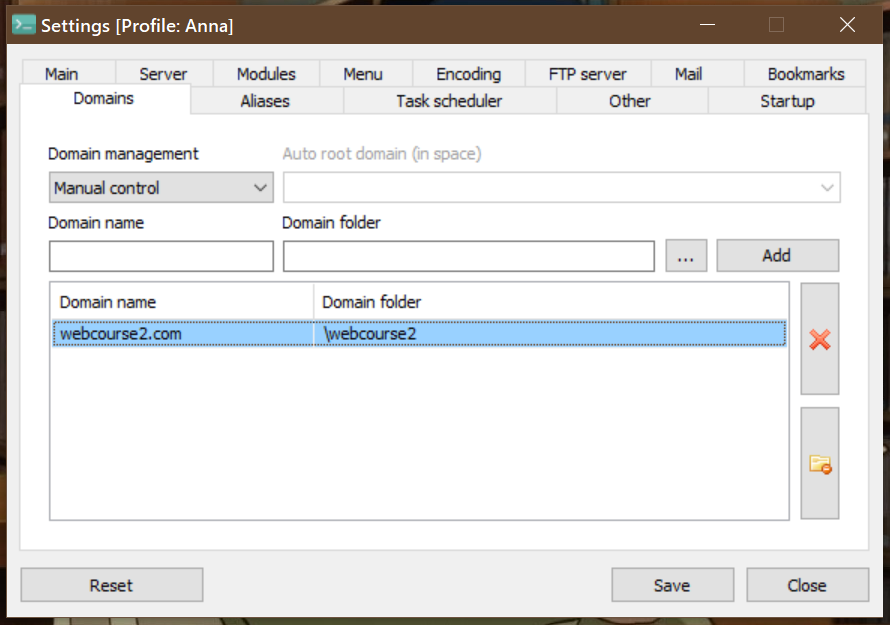 Settings [Profile: Anna]
Main Server Modules Menu Encoding FTP server Mail Bookmarks
Domains Aliases Task scheduler Other Startup
Domain management Auto root domain (in space)
Manual control
Domain name Domain folder
... Add
Domain name Domain folder
webcourse2.com \webcourse2
Reset Save Close